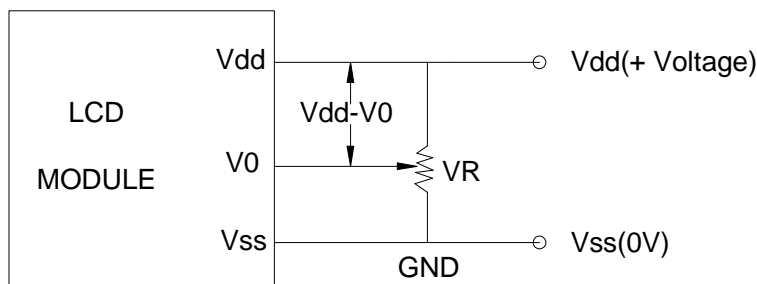 Vdd
Vdd(+ Voltage)
LCD
Vdd-V0
MODULE
V0
VR
Vss
Vss(0V)
GND